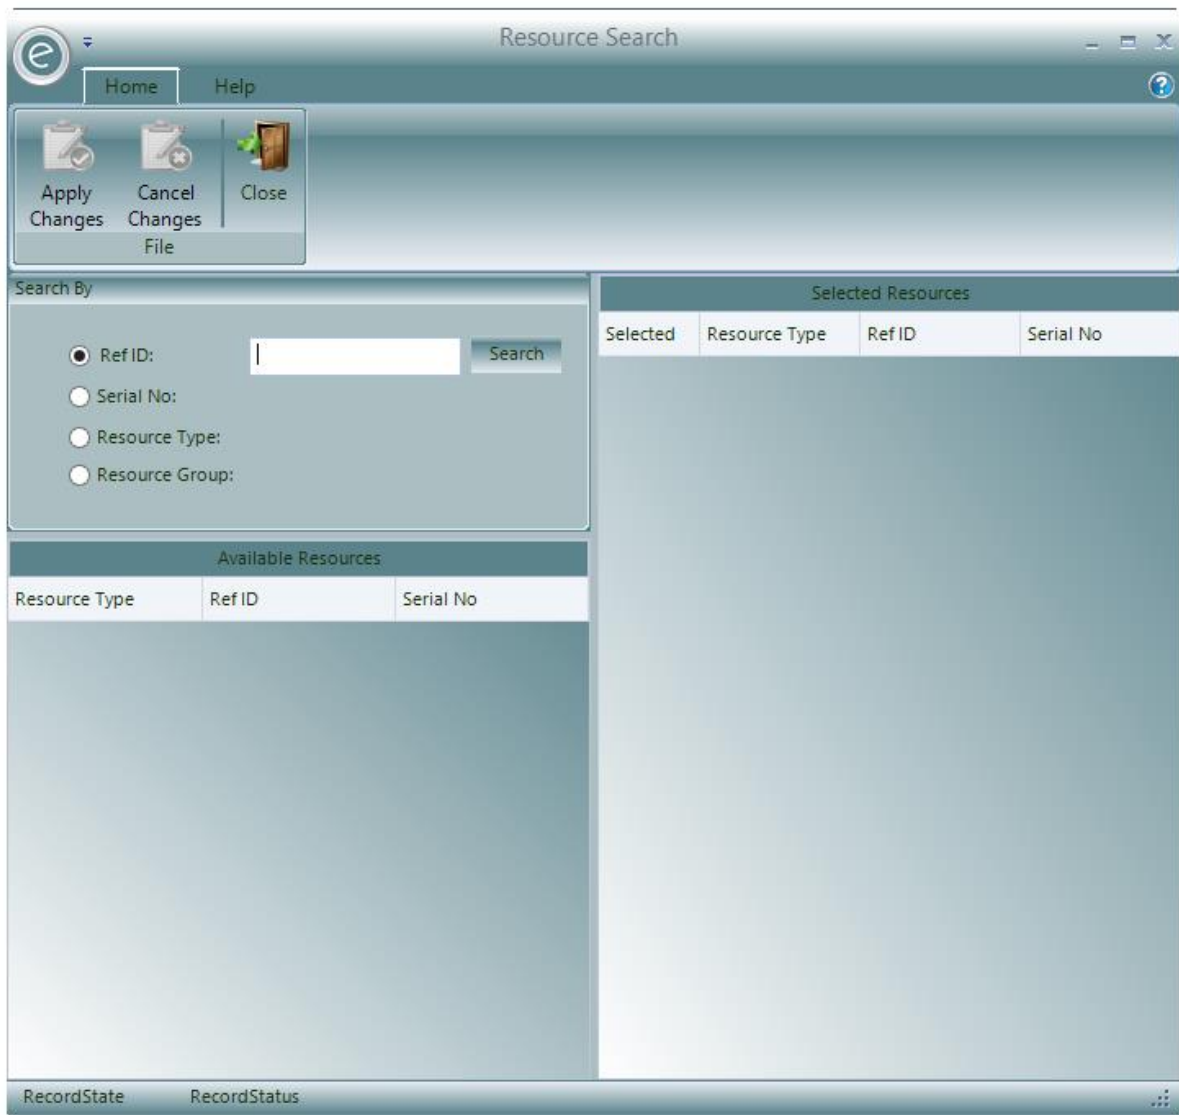 Resource Search
e
Home Help
Apply Changes
Cancel Changes
Close
File
Search By
Ref ID:
Search
Serial No:
Resource Type:
Resource Group:
Available Resources
Resource Type Ref ID Serial No
Selected Resources
Selected Resource Type Ref ID Serial No
RecordState RecordStatus